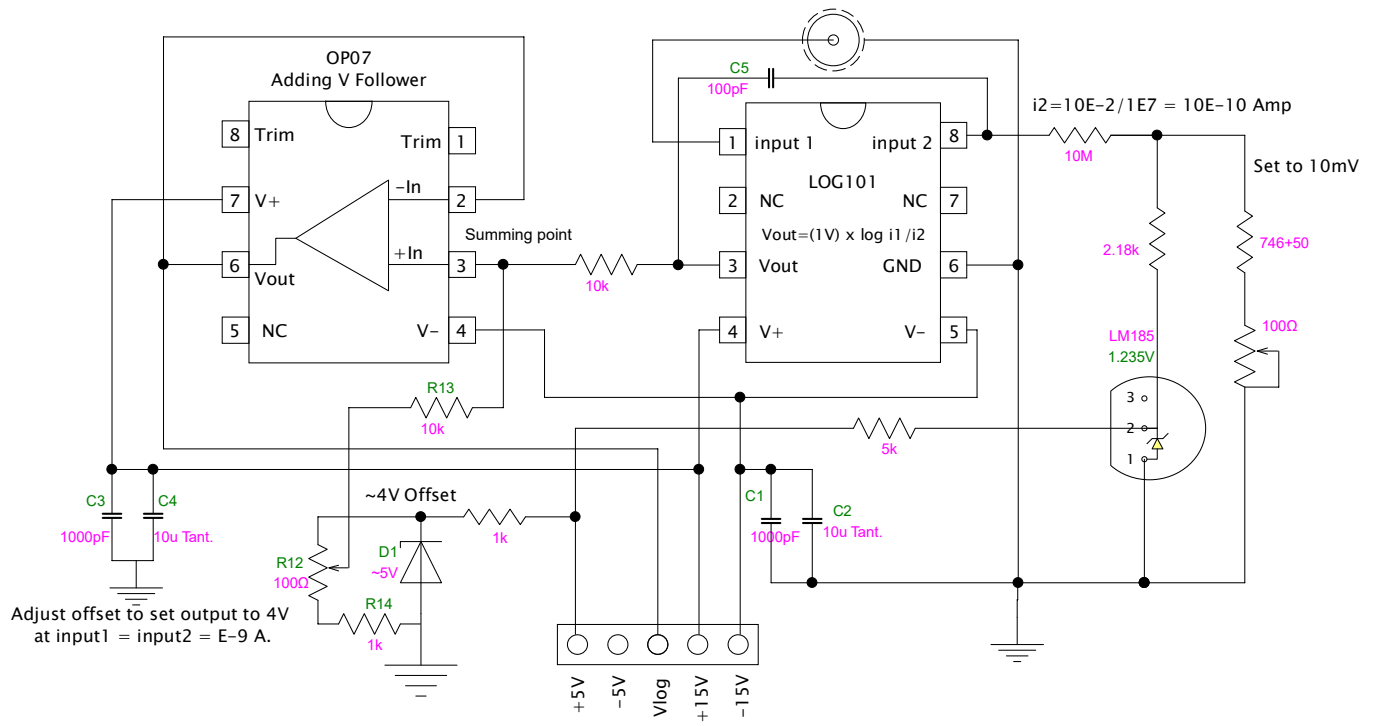 OP07
Adding V Follower
8 Trim
Trim 1
7 V+
−In 2
6 Vout
+In 3
5 NC
V− 4
Summing point
10k
C5
100pF
1 input 1
input 2 8
LOG101
2 NC
NC 7
Vout=(1V) x log i1/i2
3 Vout
GND 6
4 V+
V− 5
i2=10E-2/1E7 = 10E-10 Amp
10M
Set to 10mV
2.18k
746+50
100Ω
LM185
1.235V
3
2
1
R13
10k
5k
C3
1000pF
C4
10u Tant.
~4V Offset
1k
R12
100Ω
D1
~5V
R14
1k
C1
1000pF
C2
10u Tant.
Adjust offset to set output to 4V
at input1 = input2 = E-9 A.
+5V
-5V
Vlog
+15V
-15V